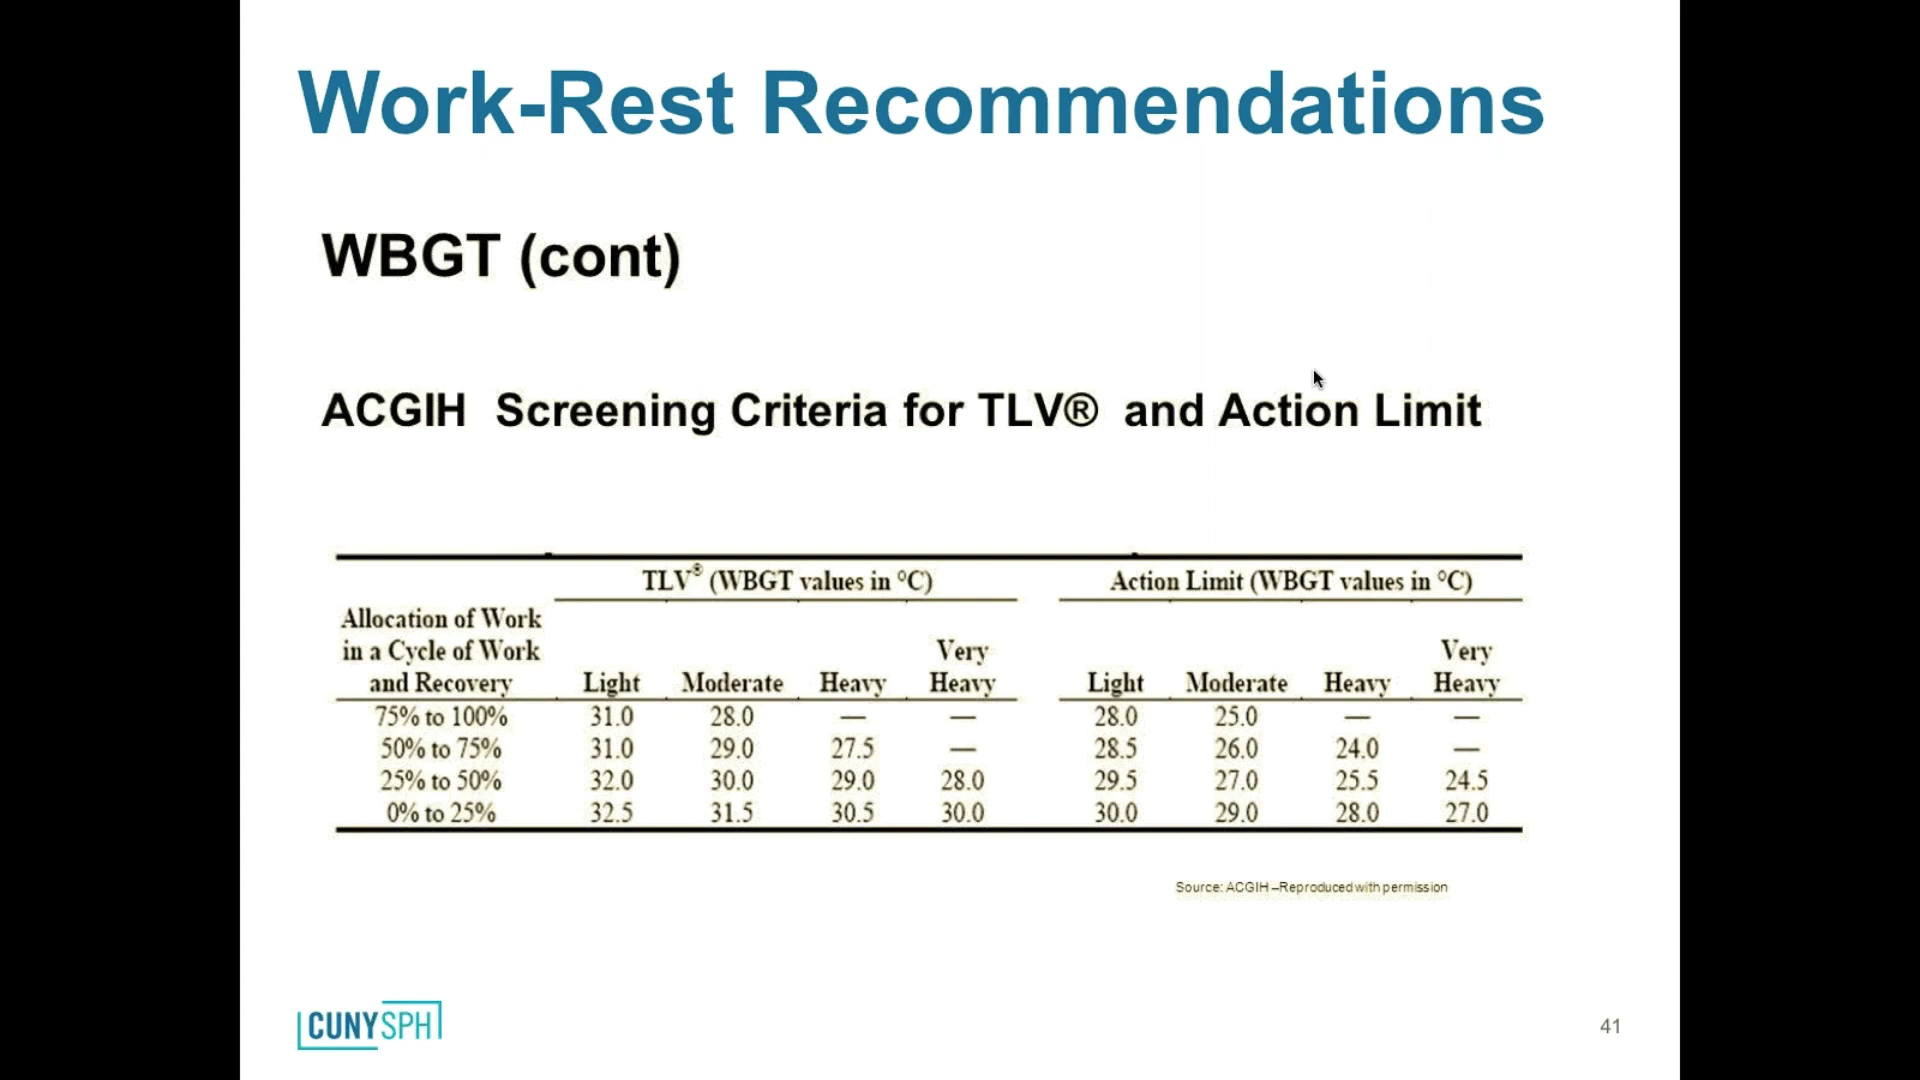 Work-Rest Recommendations
WBGT (cont)
ACGIH  Screening Criteria for TLV®  and Action Limit
TLV® (WBGT values in °C) Action Limit (WBGT values in °C)
Allocation of Work
in a Cycle of Work Very Very
and Recovery Light Moderate Heavy Heavy Light Moderate Heavy Heavy
75% to 100% 31.0 28.0 — — 28.0 25.0 — —
50% to 75% 31.0 29.0 27.5 — 28.5 26.0 24.0 —
25% to 50% 32.0 30.0 29.0 28.0 29.5 27.0 25.5 24.5
0% to 25% 32.5 31.5 30.5 30.0 30.0 29.0 28.0 27.0
Source: ACGIH –Reproduced with permission
CUNYSPH
41